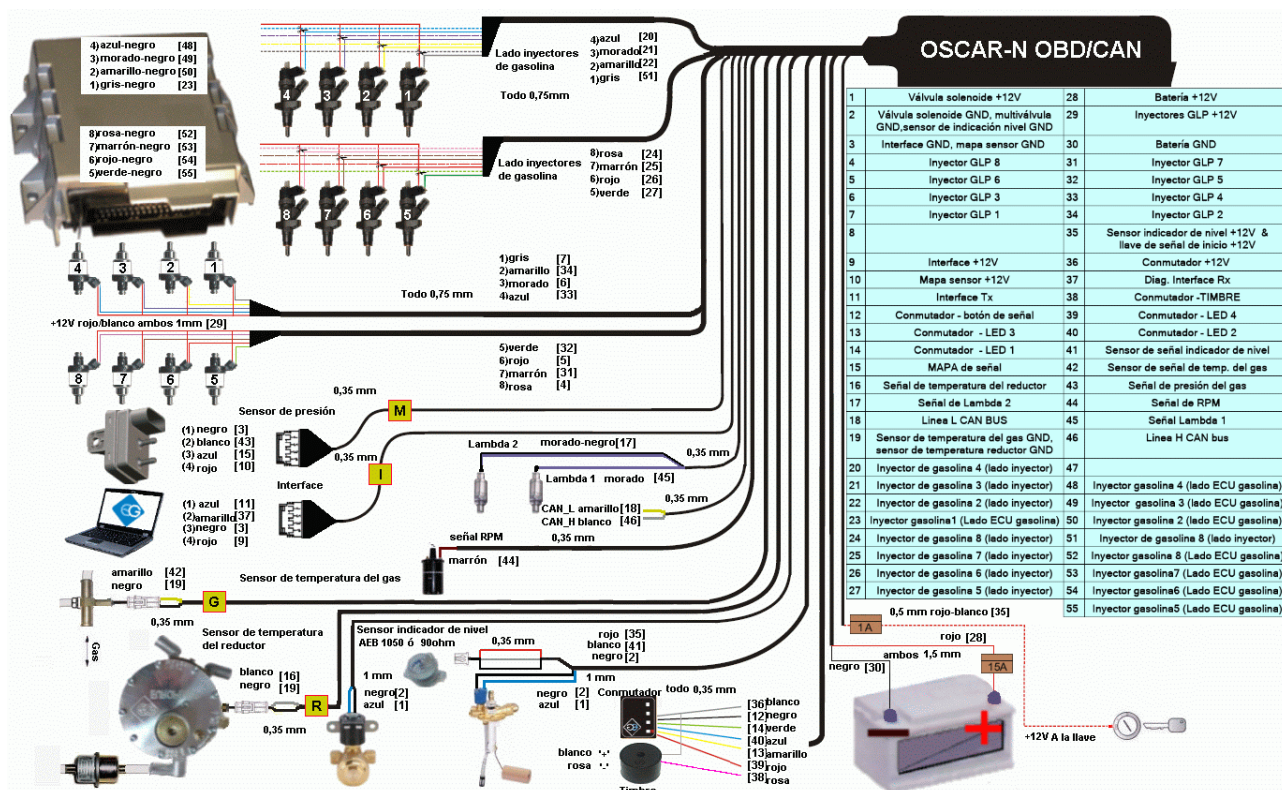 OSCAR-N OBD/CAN
4)azul-negro [48]
3)morado-negro [49]
2)amarillo-negro [50]
1)gris-negro [23]
8)rosa-negro [52]
7)marrón-negro [53]
6)rojo-negro [54]
5)verde-negro [55]
4 3 2 1
Lado inyectores
de gasolina
Todo 0,75mm
4)azul [20]
3)morado [21]
2)amarillo [22]
1)gris [51]
8 7 6 5
Lado inyectores
de gasolina
8)rosa [24]
7)marrón [25]
6)rojo [26]
5)verde [27]
4 3 2 1
Todo 0,75 mm
1)gris [7]
2)amarillo [34]
3)morado [6]
4)azul [33]
+12V rojo/blanco ambos 1mm [29]
8 7 6 5
5)verde [32]
6)rojo [5]
7)marrón [31]
8)rosa [4]
0,35 mm
Sensor de presión
M
(1) negro [3]
(2) blanco [43]
(3) azul [15]
(4) rojo [10]
0,35 mm
I
Interface
EG
(1) azul [11]
(2)amarillo[37]
(3)negro [3]
(4)rojo [9]
Lambda 2
morado-negro[17]
0,35 mm
Lambda 1 morado [45]
0,35 mm
CAN_L amarillo[18]
CAN_H blanco [46]
señal RPM
0,35 mm
marrón [44]
amarillo [42]
negro [19]
G
Sensor de temperatura del gas
0,35 mm
Gas
Sensor de temperatura
del reductor
blanco [16]
negro [19]
R
0,35 mm
1 mm
negro[2]
azul [1]
Sensor indicador de nivel
AEB 1050 ó 90ohm
0,35 mm
rojo [35]
blanco [41]
negro [2]
1 mm
negro [2]
azul [1]
Conmutador todo 0,35 mm
[36] blanco
[12] negro
[14] verde
[40] azul
[13] amarillo
[39] rojo
[38] rosa
blanco '+'
rosa '-'
Timbre
1 Válvula solenoide +12V 28 Batería +12V
2 Válvula solenoide GND, multiválvula GND,sensor de indicación nivel GND 29 Inyectores GLP +12V
3 Interface GND, mapa sensor GND 30 Batería GND
4 Inyector GLP 8 31 Inyector GLP 7
5 Inyector GLP 6 32 Inyector GLP 5
6 Inyector GLP 3 33 Inyector GLP 4
7 Inyector GLP 1 34 Inyector GLP 2
8 35 Sensor indicador de nivel +12V & llave de señal de inicio +12V
9 Interface +12V 36 Conmutador +12V
10 Mapa sensor +12V 37 Diag. Interface Rx
11 Interface Tx 38 Conmutador -TIMBRE
12 Conmutador - botón de señal 39 Conmutador - LED 4
13 Conmutador - LED 3 40 Conmutador - LED 2
14 Conmutador - LED 1 41 Sensor de señal indicador de nivel
15 MAPA de señal 42 Sensor de señal de temp. del gas
16 Señal de temperatura del reductor 43 Señal de presión del gas
17 Señal de Lambda 2 44 Señal de RPM
18 Linea L CAN BUS 45 Señal Lambda 1
19 Sensor de temperatura del gas GND, sensor de temperatura reductor GND 46 Linea H CAN bus
20 Inyector de gasolina 4 (lado inyector) 47
21 Inyector de gasolina 3 (lado inyector) 48 Inyector gasolina 4 (lado ECU gasolina)
22 Inyector de gasolina 2 (lado inyector) 49 Inyector gasolina 3 (lado ECU gasolina)
23 Inyector gasolina1 (Lado ECU gasolina) 50 Inyector gasolina 2 (lado ECU gasolina)
24 Inyector de gasolina 8 (lado inyector) 51 Inyector de gasolina 8 (lado inyector)
25 Inyector de gasolina 7 (lado inyector) 52 Inyector gasolina 8 (Lado ECU gasolina)
26 Inyector de gasolina 6 (lado inyector) 53 Inyector gasolina7 (Lado ECU gasolina)
27 Inyector de gasolina 5 (lado inyector) 54 Inyector gasolina6 (Lado ECU gasolina)
55 Inyector gasolina5 (Lado ECU gasolina)
0,5 mm rojo-blanco [35]
1A
rojo [28]
ambos 1,5 mm
negro [30]
15A
+12V A la llave